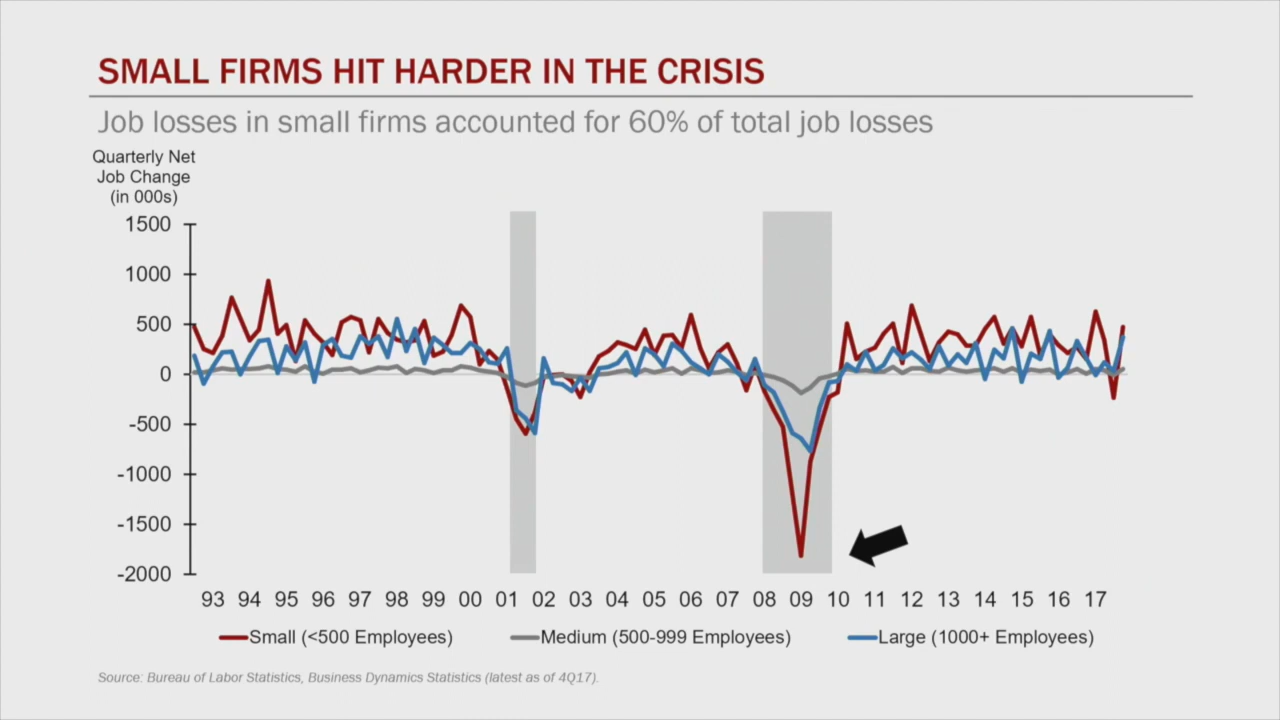 SMALL FIRMS HIT HARDER IN THE CRISIS
Job losses in small firms accounted for 60% of total job losses
Quarterly Net
Job Change
(in 000s)
1500
1000
500
0
-500
-1000
-1500
-2000
93 94 95 96 97 98 99 00 01 02 03 04 05 06 07 08 09 10 11 12 13 14 15 16 17
Small (<500 Employees) Medium (500-999 Employees) Large (1000+ Employees)
Source: Bureau of Labor Statistics, Business Dynamics Statistics (latest as of 4Q17).